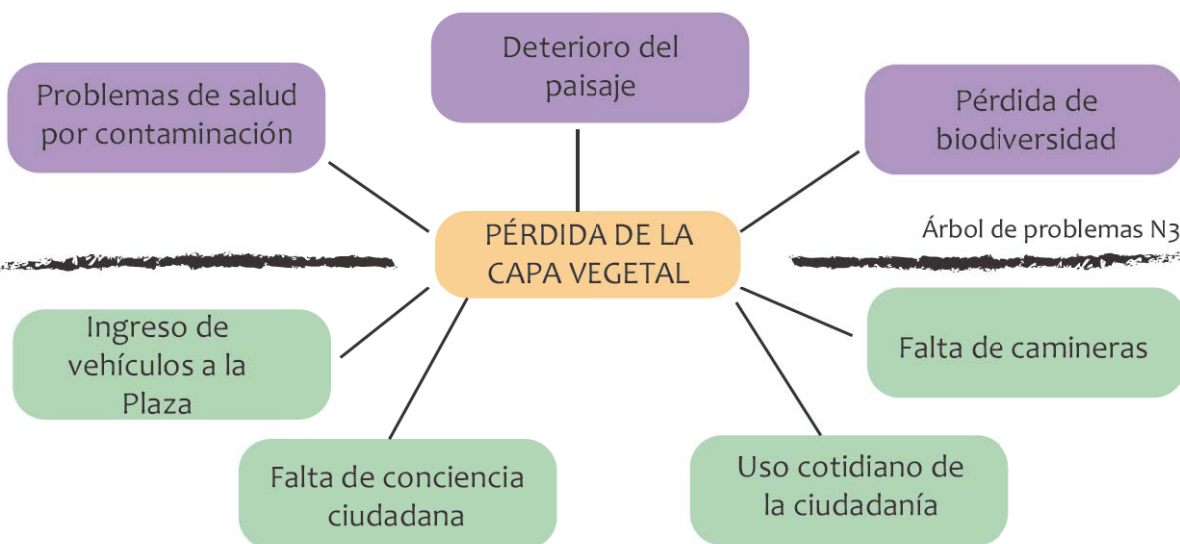 Deterioro del
paisaje
Problemas de salud
por contaminación
Pérdida de
biodiversidad
PÉRDIDA DE LA
CAPA VEGETAL
Árbol de problemas N3
Ingreso de
vehículos a la
Plaza
Falta de camineras
Falta de conciencia
ciudadana
Uso cotidiano de
la ciudadanía